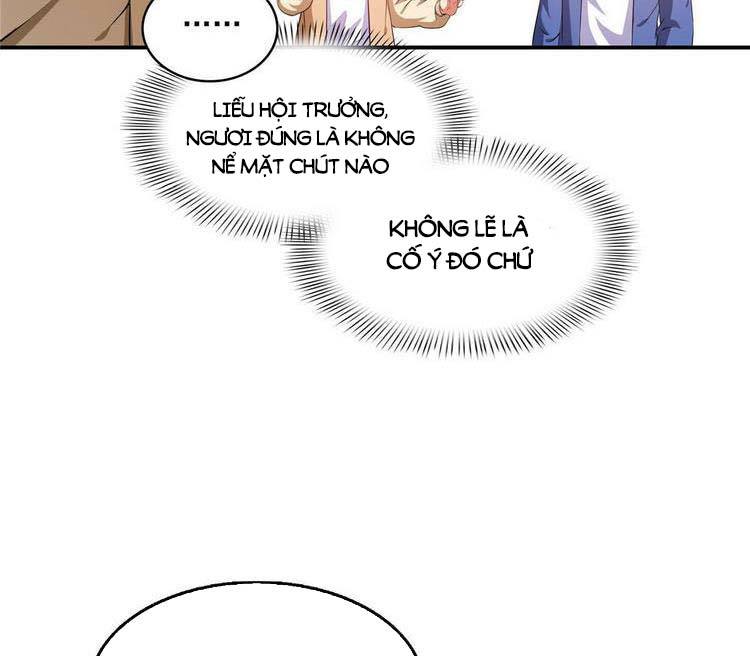 ......
LIỄU HỘI TRƯỞNG,
NGƯƠI ĐÚNG LÀ KHÔNG
NỂ MẶT CHÚT NÀO
KHÔNG LẼ LÀ
CỐ Ý ĐÓ CHỨ